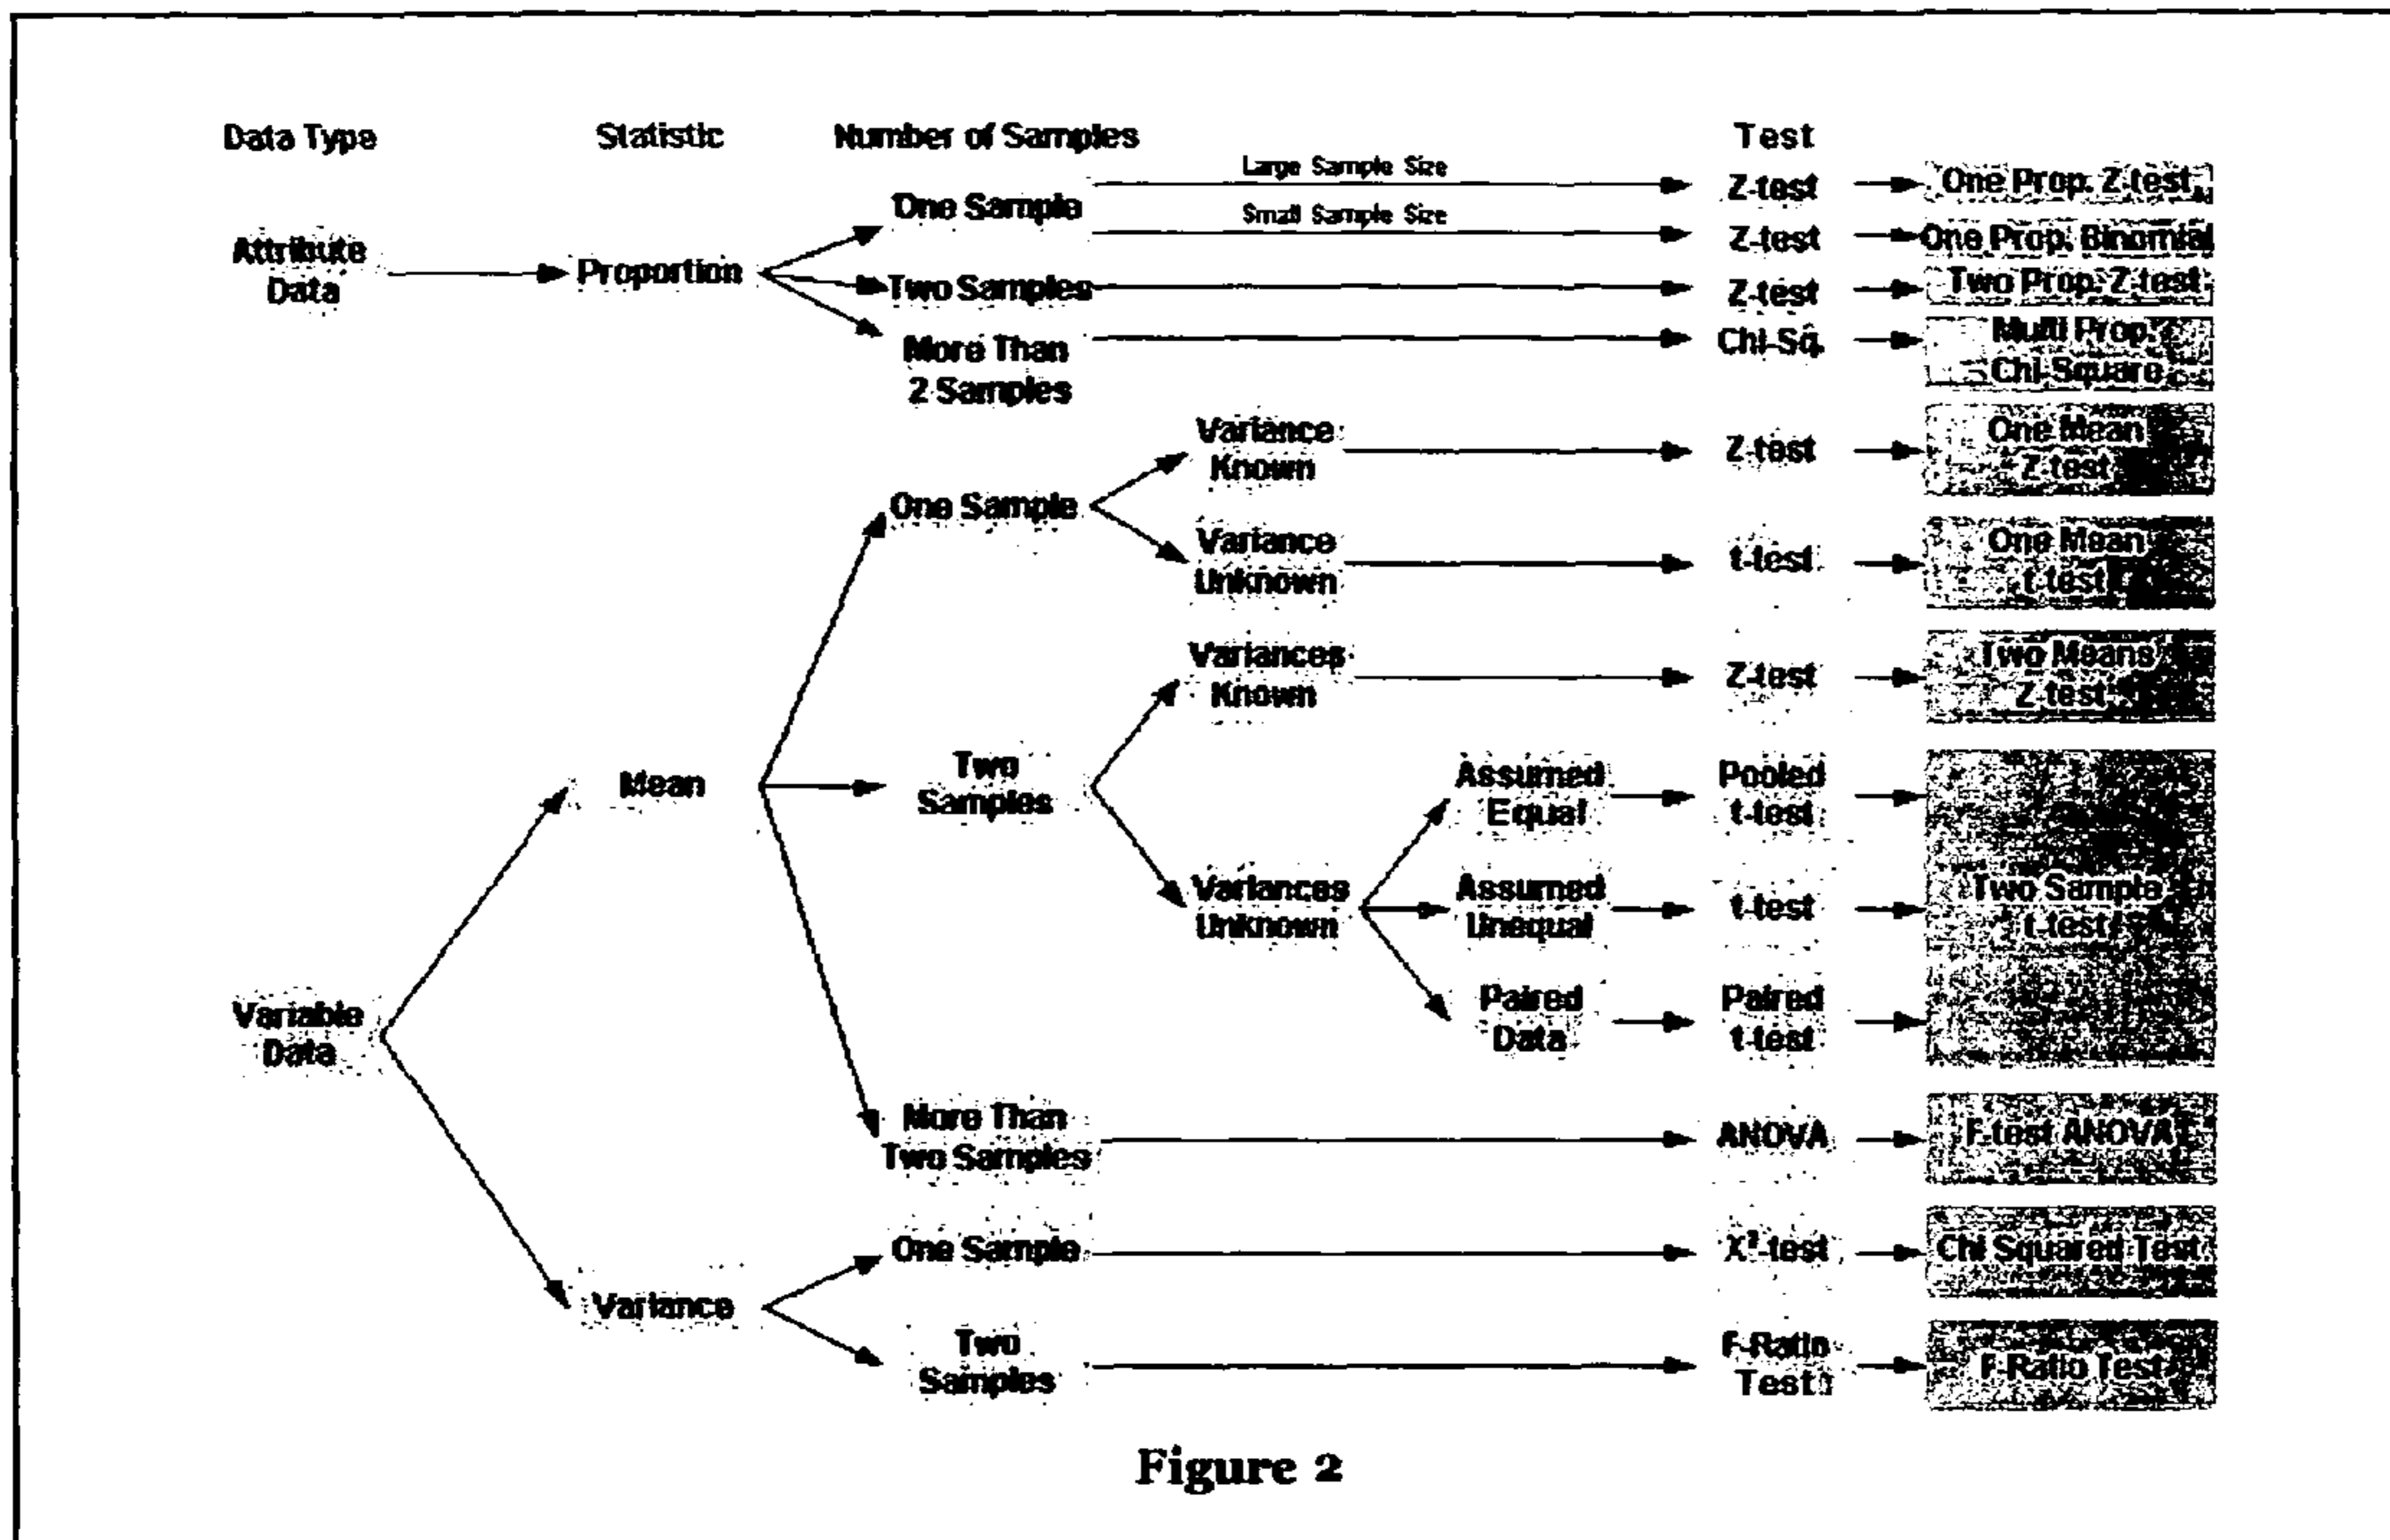 Data Type Statistic Number of Samples Test
Large Sample Size
One Sample Z-test One Prop. Z-test
Small Sample Size
Z-test One Prop. Binomial
Attribute
Data
Proportion
Two Samples Z-test Two Prop. Z-test
More Than
2 Samples
Chi-Sq.
Multi Prop.
Chi-Square
One Sample
Variance
Known
Z-test
One Mean
Z-test
Variance
Unknown
t-test
One Mean
t-test
Variable
Data
Mean
Two
Samples
Variances
Known
Z-test
Two Means
Z-test
Variances
Unknown
Assumed
Equal
Pooled
t-test
Assumed
Unequal
t-test
Two Sample
t-test
Paired
Data
Paired
t-test
More Than
Two Samples
ANOVA
F-test ANOVA
Variance
One Sample
X²-test
Chi Squared Test
Two
Samples
F-Ratio
Test
F-Ratio Test
Figure 2